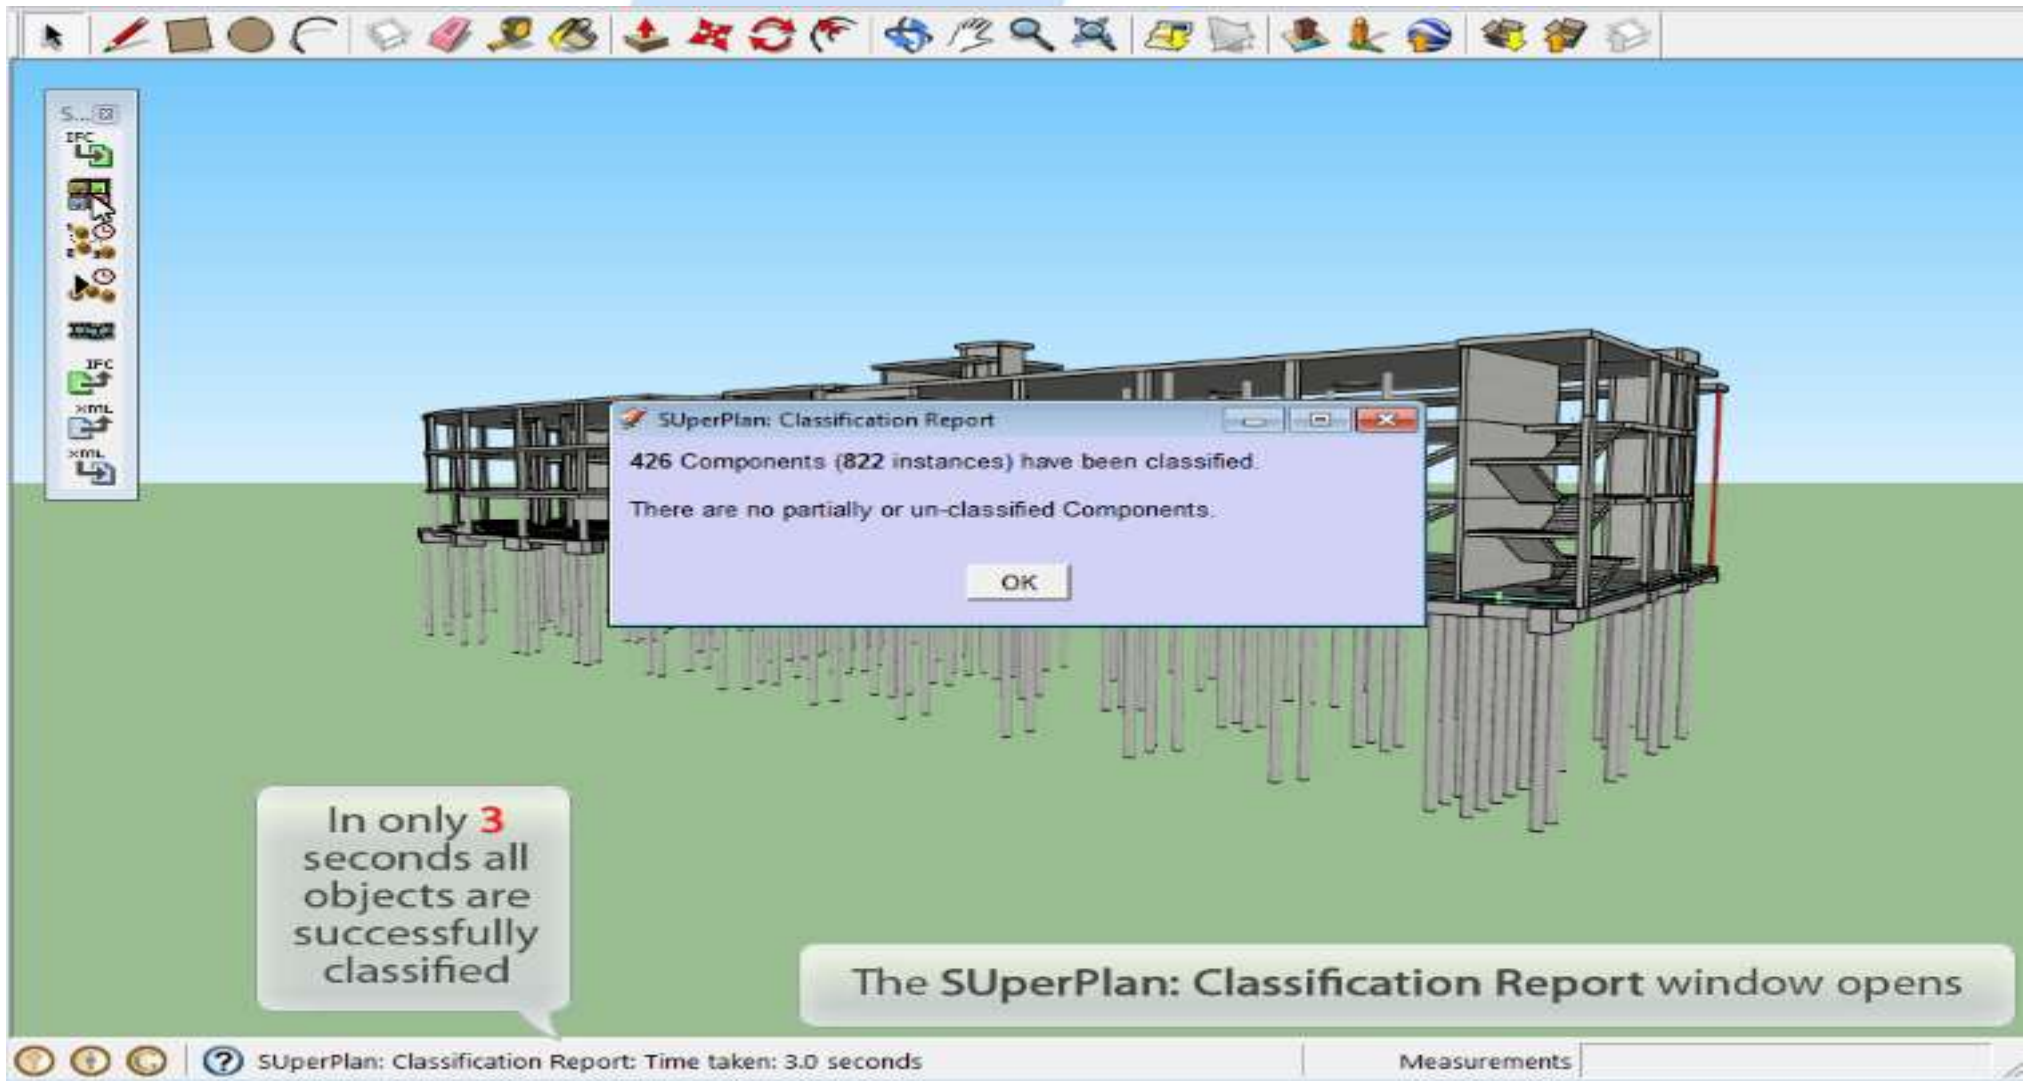 S...
IFC
SUperPlan: Classification Report
426 Components (822 instances) have been classified.
There are no partially or un-classified Components.
OK
IFC
XML
XML
In only 3
seconds all
objects are
successfully
classified
The SUperPlan: Classification Report window opens
SUperPlan: Classification Report: Time taken: 3.0 seconds
Measurements